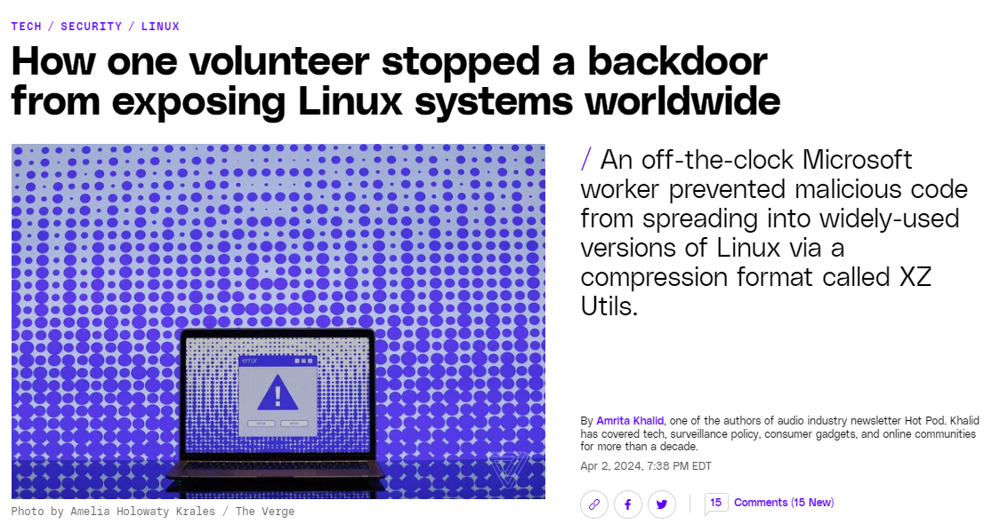 TECH / SECURITY / LINUX
How one volunteer stopped a backdoor
from exposing Linux systems worldwide
/ An off-the-clock Microsoft
worker prevented malicious code
from spreading into widely-used
versions of Linux via a
compression format called XZ
Utils.
error
!
error error
By Amrita Khalid, one of the authors of audio industry newsletter Hot Pod. Khalid
has covered tech, surveillance policy, consumer gadgets, and online communities
for more than a decade.
Apr 2, 2024, 7:38 PM EDT
15 Comments (15 New)
Photo by Amelia Holowaty Krales / The Verge